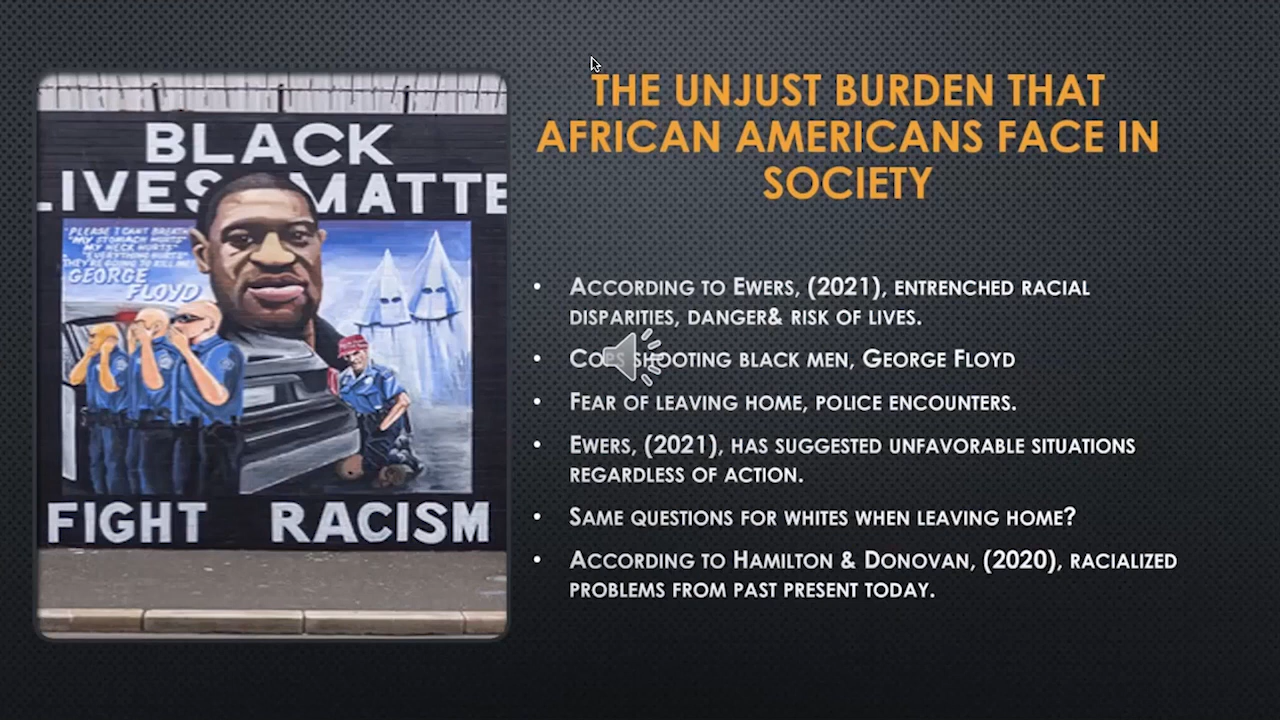 BLACK
LIVES MATTE
"PLEASE I CAN'T BREATH"
"MY STOMACH HURTS"
"MY NECK HURTS"
"EVERYTHING HURTS"
THEY'RE GOING TO KILL ME
GEORGE
FLOYD
FIGHT RACISM
THE UNJUST BURDEN THAT
AFRICAN AMERICANS FACE IN
SOCIETY
• ACCORDING TO EWERS, (2021), ENTRENCHED RACIAL
DISPARITIES, DANGER& RISK OF LIVES.
• COPS SHOOTING BLACK MEN, GEORGE FLOYD
• FEAR OF LEAVING HOME, POLICE ENCOUNTERS.
• EWERS, (2021), HAS SUGGESTED UNFAVORABLE SITUATIONS
REGARDLESS OF ACTION.
• SAME QUESTIONS FOR WHITES WHEN LEAVING HOME?
• ACCORDING TO HAMILTON & DONOVAN, (2020), RACIALIZED
PROBLEMS FROM PAST PRESENT TODAY.